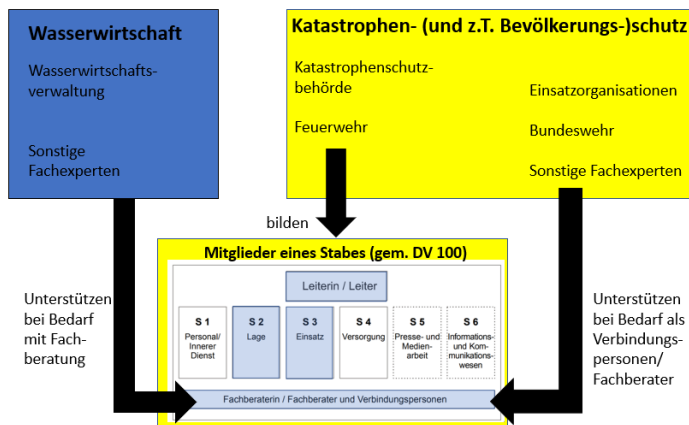 Wasserwirtschaft
Wasserwirtschafts-
verwaltung
Sonstige
Fachexperten
Katastrophen- (und z.T. Bevölkerungs-)schutz
Katastrophenschutz-
behörde
Feuerwehr
Einsatzorganisationen
Bundeswehr
Sonstige Fachexperten
bilden
Mitglieder eines Stabes (gem. DV 100)
Leiterin / Leiter
S 1
Personal/
Innerer
Dienst
S 2
Lage
S 3
Einsatz
S 4
Versorgung
S 5
Presse- und
Medien-
arbeit
S 6
Informations-
und Kom-
munikations-
wesen
Fachberaterin / Fachberater und Verbindungspersonen
Unterstützen
bei Bedarf
mit Fach-
beratung
Unterstützen
bei Bedarf als
Verbindungs-
personen/
Fachberater